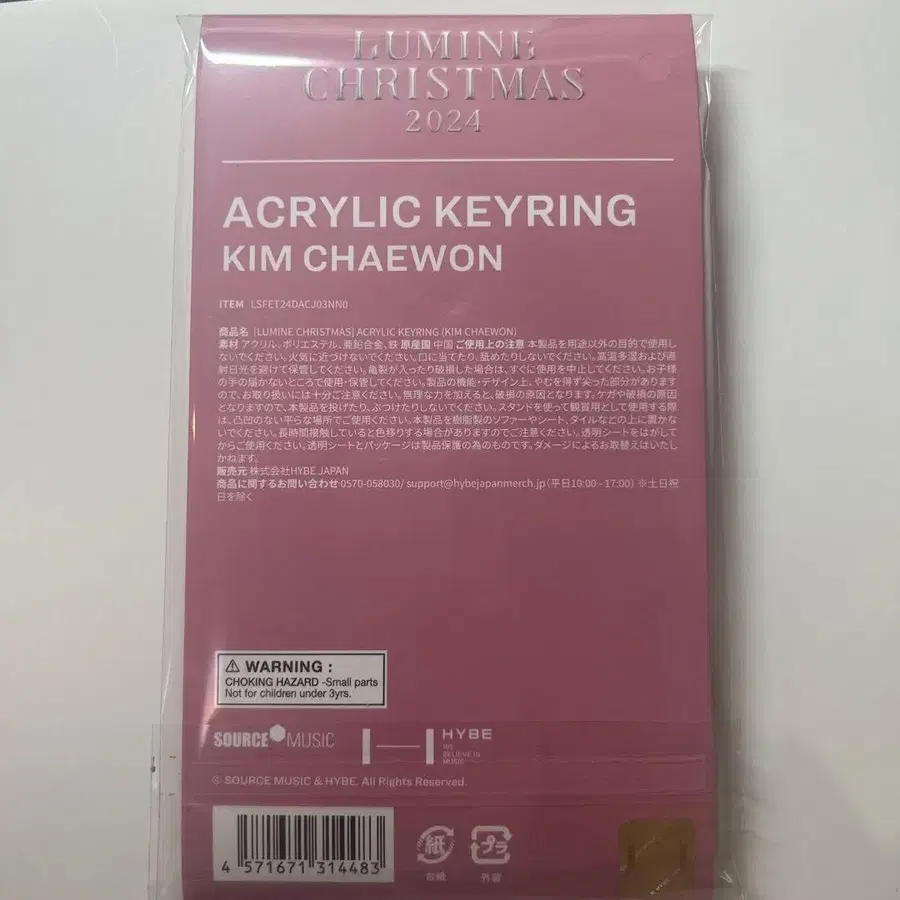 LUMINE
CHRISTMAS
2024
ACRYLIC KEYRING
KIM CHAEWON
ITEM LSFET24DACJ03NN0
商品名 [LUMINE CHRISTMAS] ACRYLIC KEYRING (KIM CHAEWON)
素材 アクリル、ポリエステル、亜鉛合金、鉄 原産国 中国 ご使用上の注意 本製品を用途以外の目的で使用し
ないでください。火気に近づけないでください。口に当てたり、舐めたりしないでください。高温多湿および直
射日光を避けて保管してください。亀裂が入ったり破損した場合は、すぐに使用を中止してください。お子様
の手の届かないところで使用・保管してください。製品の機能・デザイン上、やむを得ず尖った部分があります
ので、お取り扱いには十分ご注意ください。無理な力を加えると、破損の原因となります。ケガや破損の原因
となりますので、本製品を投げたり、ぶつけたりしないでください。スタンドを使って観賞用として使用する際
は、凸凹のない平らな場所でご使用ください。本製品を樹脂製のソファーやシート、タイルなどの上に置かな
いでください。長時間接触していると色移りする場合がありますのでご注意ください。透明シートをはがして
からご使用ください。透明シートとパッケージは製品保護の為のものです。ダメージによるお取替えはいたし
かねます。
販売元 株式会社HYBE JAPAN
商品に関するお問い合わせ 0570-058030/ support@hybejapanmerch.jp(平日10:00 - 17:00) ※土日祝
日を除く
⚠ WARNING :
CHOKING HAZARD -Small parts
Not for children under 3yrs.
SOURCE MUSIC
HYBE
WE
BELIEVE IN
MUSIC
© SOURCE MUSIC & HYBE. All Rights Reserved.
4 571671 314483
紙
台紙
プラ
外装